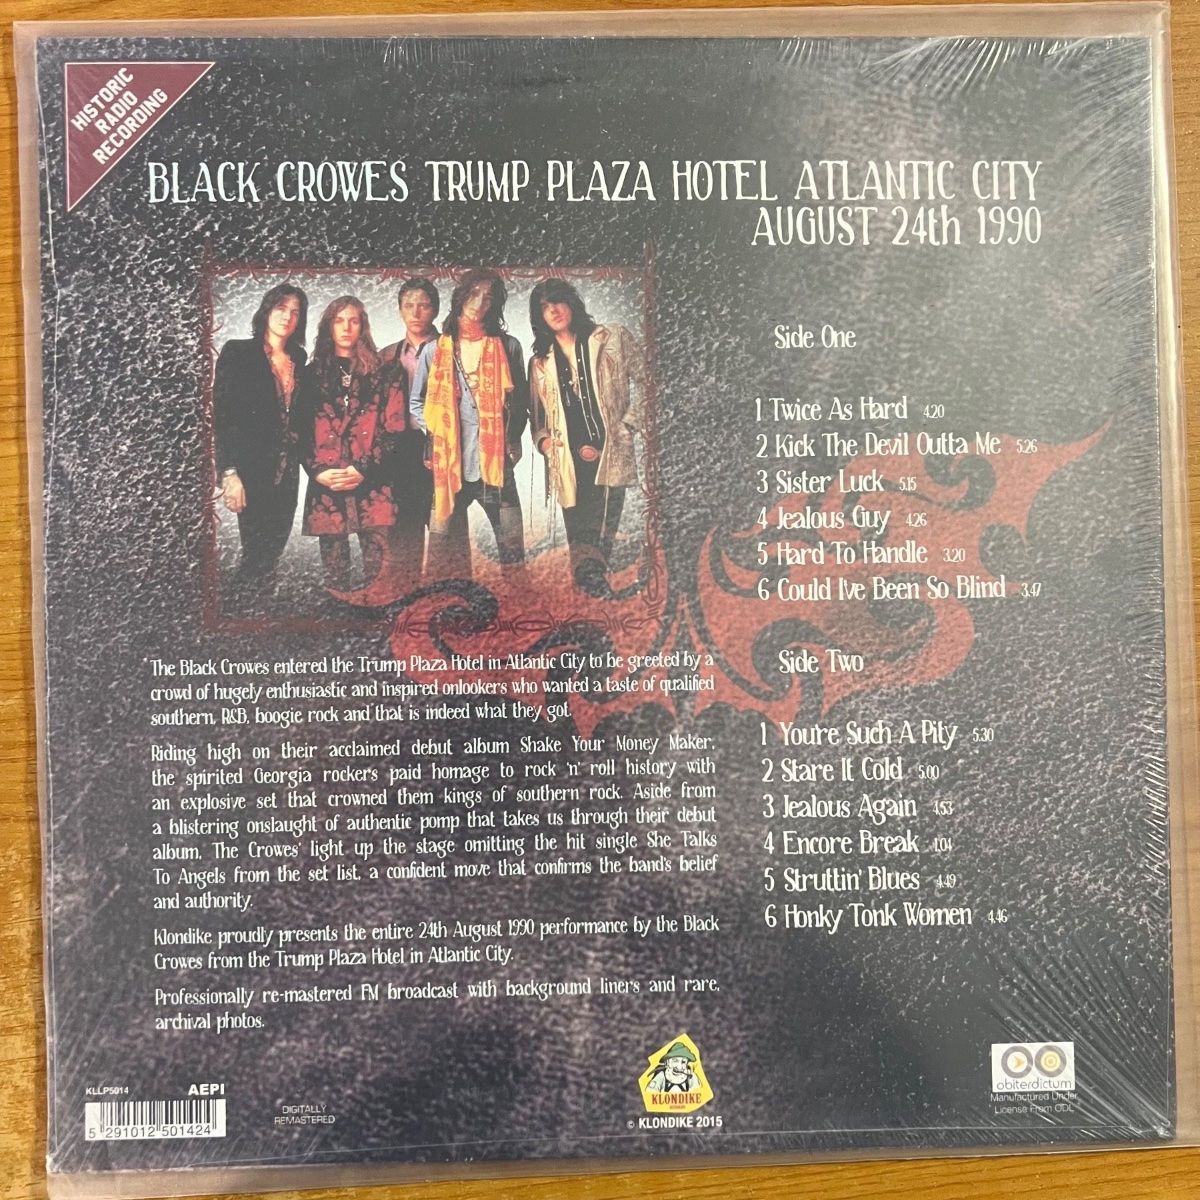 HISTORIC
RADIO
RECORDING
BLACK CROWES TRUMP PLAZA HOTEL ATLANTIC CITY
AUGUST 24th 1990
Side One
1 Twice As Hard 4.20
2 Kick The Devil Outta Me 5.26
3 Sister Luck 5.15
4 Jealous Guy 4.26
5 Hard To Handle 3.20
6 Could I've Been So Blind 3.47
Side Two
1 You're Such A Pity 5.30
2 Stare It Cold 5.00
3 Jealous Again 4.53
4 Encore Break 1.04
5 Struttin' Blues 4.49
6 Honky Tonk Women 4.46
The Black Crowes entered the Trump Plaza Hotel in Atlantic City to be greeted by a
crowd of hugely enthusiastic and inspired onlookers who wanted a taste of qualified
southern, R&B, boogie rock and that is indeed what they got.
Riding high on their acclaimed debut album Shake Your Money Maker,
the spirited Georgia rockers paid homage to rock 'n' roll history with
an explosive set that crowned them kings of southern rock. Aside from
a blistering onslaught of authentic pomp that takes us through their debut
album, The Crowes' light up the stage omitting the hit single She Talks
To Angels from the set list, a confident move that confirms the band's belief
and authority.
Klondike proudly presents the entire 24th August 1990 performance by the Black
Crowes from the Trump Plaza Hotel in Atlantic City.
Professionally re-mastered FM broadcast with background liners and rare,
archival photos.
KLLP5014
AEPI
5 291012 501424
DIGITALLY
REMASTERED
KLONDIKE
© KLONDIKE 2015
obiterdictum
Manufactured Under
License From ODL